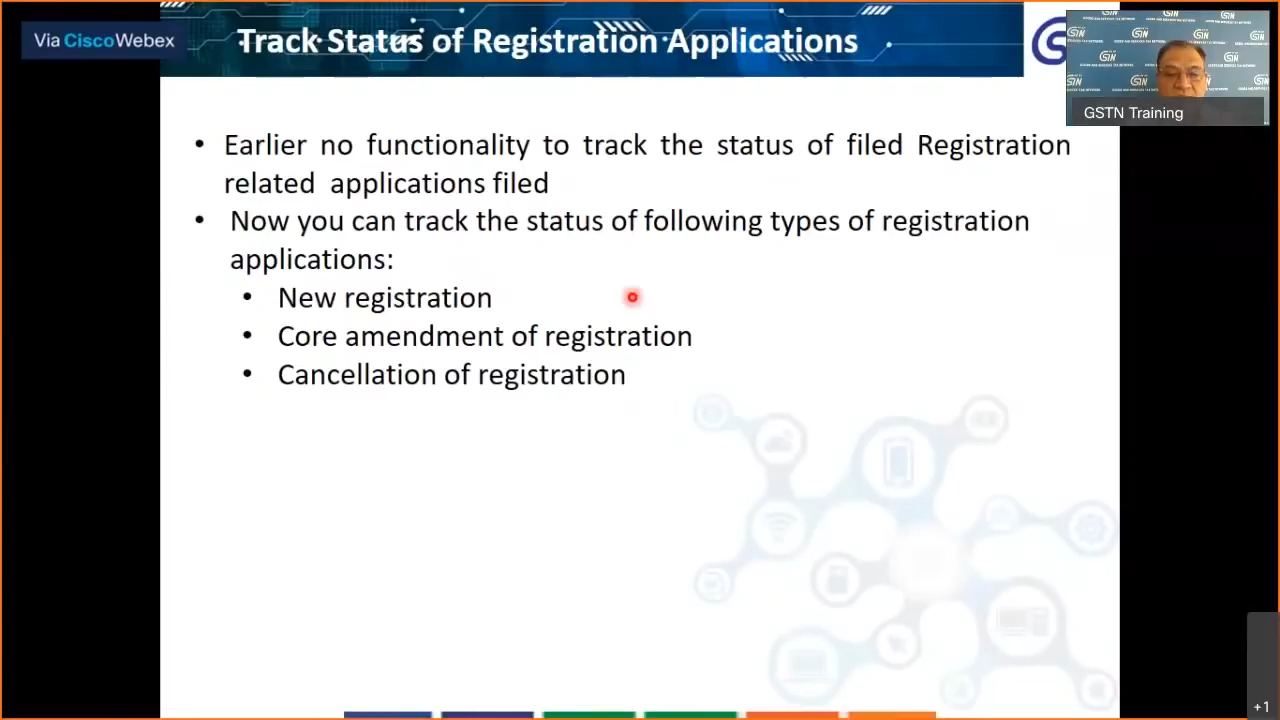 Via CiscoWebex
Track Status of Registration Applications
GSTN Training
• Earlier no functionality to track the status of filed Registration
related applications filed
• Now you can track the status of following types of registration
applications:
• New registration
• Core amendment of registration
• Cancellation of registration
+1